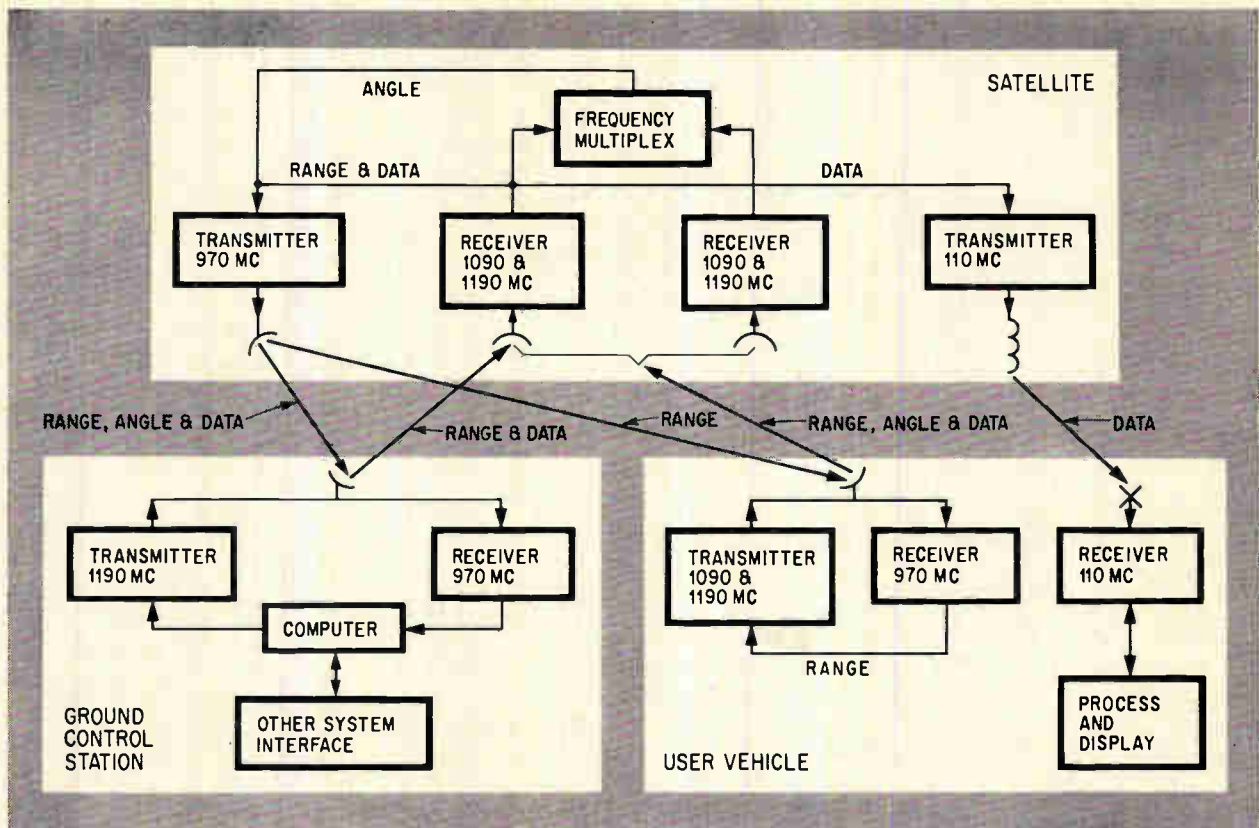 SATELLITE
ANGLE
FREQUENCY
MULTIPLEX
RANGE & DATA
DATA
TRANSMITTER
970 MC
RECEIVER
1090 &
1190 MC
RECEIVER
1090 &
1190 MC
TRANSMITTER
110 MC
RANGE, ANGLE & DATA
RANGE & DATA
RANGE
RANGE, ANGLE & DATA
DATA
TRANSMITTER
1190 MC
RECEIVER
970 MC
COMPUTER
OTHER SYSTEM
INTERFACE
GROUND
CONTROL
STATION
TRANSMITTER
1090 &
1190 MC
RECEIVER
970 MC
RECEIVER
110 MC
RANGE
PROCESS
AND
DISPLAY
USER VEHICLE